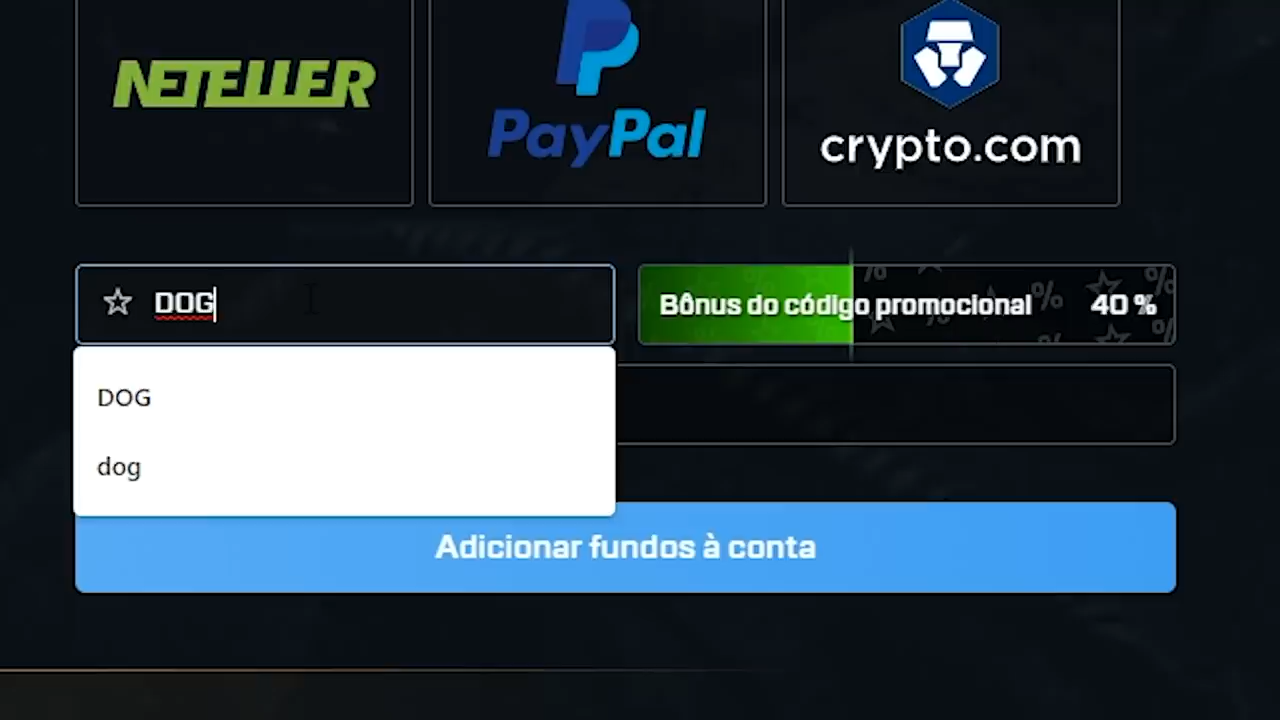 NETELLER
PayPal
crypto.com
DOG
Bônus do código promocional 40 %
DOG
dog
Adicionar fundos à conta